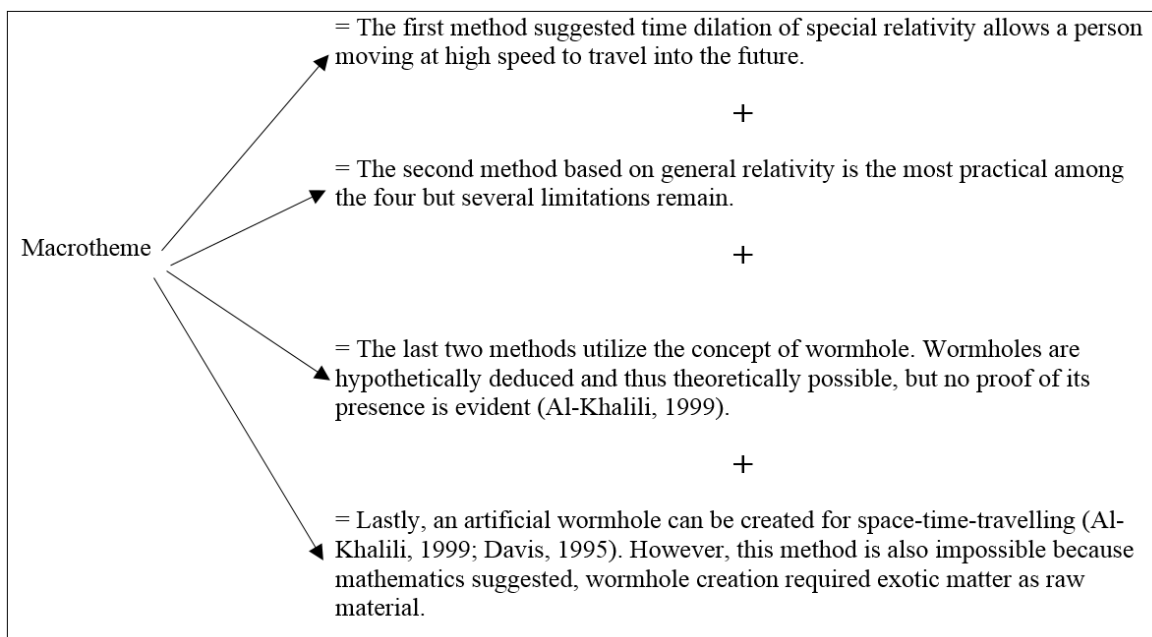 = The first method suggested time dilation of special relativity allows a person
moving at high speed to travel into the future.
+
= The second method based on general relativity is the most practical among
the four but several limitations remain.
Macrotheme
+
= The last two methods utilize the concept of wormhole. Wormholes are
hypothetically deduced and thus theoretically possible, but no proof of its
presence is evident (Al-Khalili, 1999).
+
= Lastly, an artificial wormhole can be created for space-time-travelling (Al-
Khalili, 1999; Davis, 1995). However, this method is also impossible because
mathematics suggested, wormhole creation required exotic matter as raw
material.